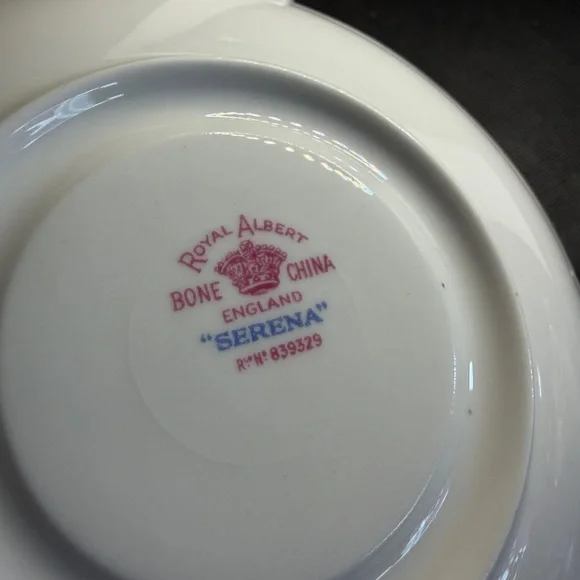 ROYAL ALBERT
BONE CHINA
ENGLAND
"SERENA"
Rᴰ Nº 839329